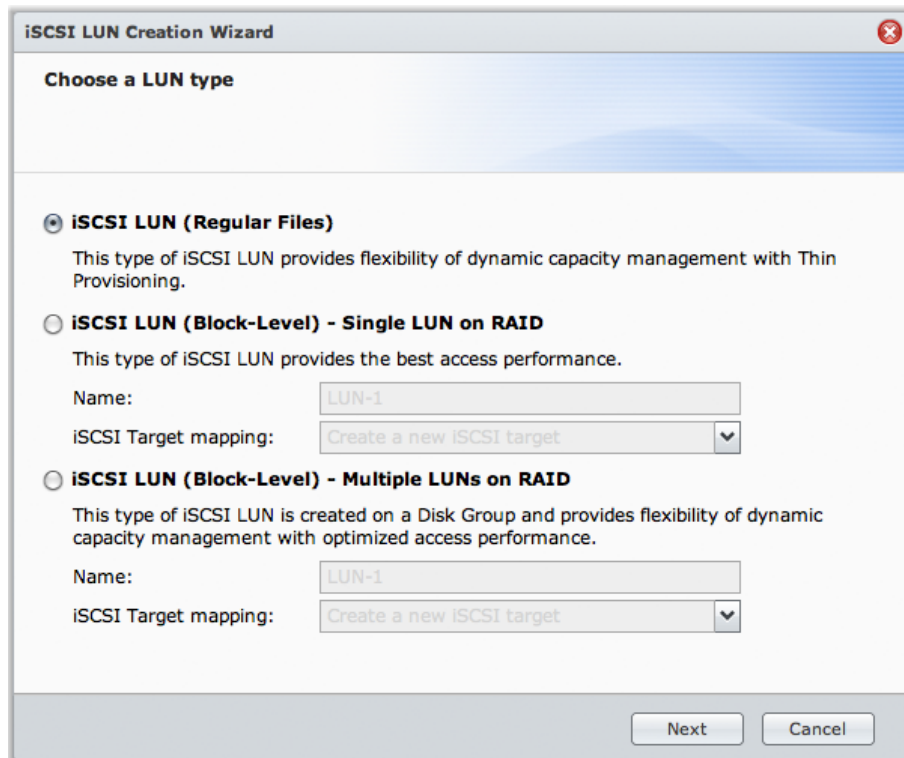 iSCSI LUN Creation Wizard
Choose a LUN type
iSCSI LUN (Regular Files)
This type of iSCSI LUN provides flexibility of dynamic capacity management with Thin
Provisioning.
iSCSI LUN (Block-Level) - Single LUN on RAID
This type of iSCSI LUN provides the best access performance.
Name: LUN-1
iSCSI Target mapping: Create a new iSCSI target
iSCSI LUN (Block-Level) - Multiple LUNs on RAID
This type of iSCSI LUN is created on a Disk Group and provides flexibility of dynamic
capacity management with optimized access performance.
Name: LUN-1
iSCSI Target mapping: Create a new iSCSI target
Next Cancel